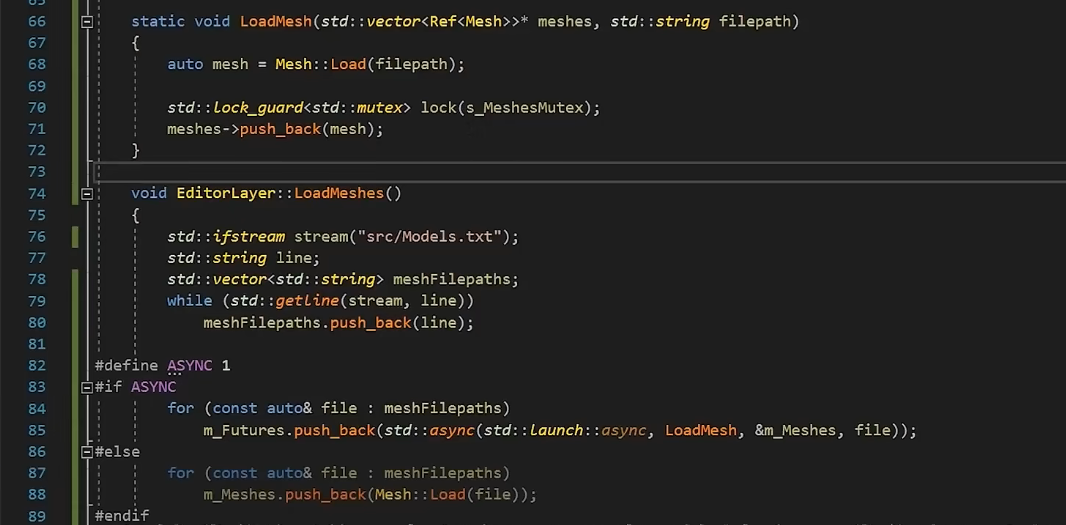 66 static void LoadMesh(std::vector<Ref<Mesh>>* meshes, std::string filepath)
67 {
68 auto mesh = Mesh::Load(filepath);
69
70 std::lock_guard<std::mutex> lock(s_MeshesMutex);
71 meshes->push_back(mesh);
72 }
73
74 void EditorLayer::LoadMeshes()
75 {
76 std::ifstream stream("src/Models.txt");
77 std::string line;
78 std::vector<std::string> meshFilepaths;
79 while (std::getline(stream, line))
80 meshFilepaths.push_back(line);
81
82 #define ASYNC 1
83 #if ASYNC
84 for (const auto& file : meshFilepaths)
85 m_Futures.push_back(std::async(std::launch::async, LoadMesh, &m_Meshes, file));
86 #else
87 for (const auto& file : meshFilepaths)
88 m_Meshes.push_back(Mesh::Load(file));
89 #endif